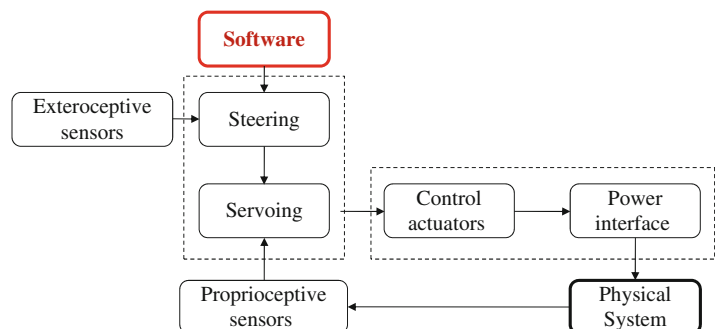 Software
Exteroceptive
sensors
Steering
Servoing
Control
actuators
Power
interface
Proprioceptive
sensors
Physical
System